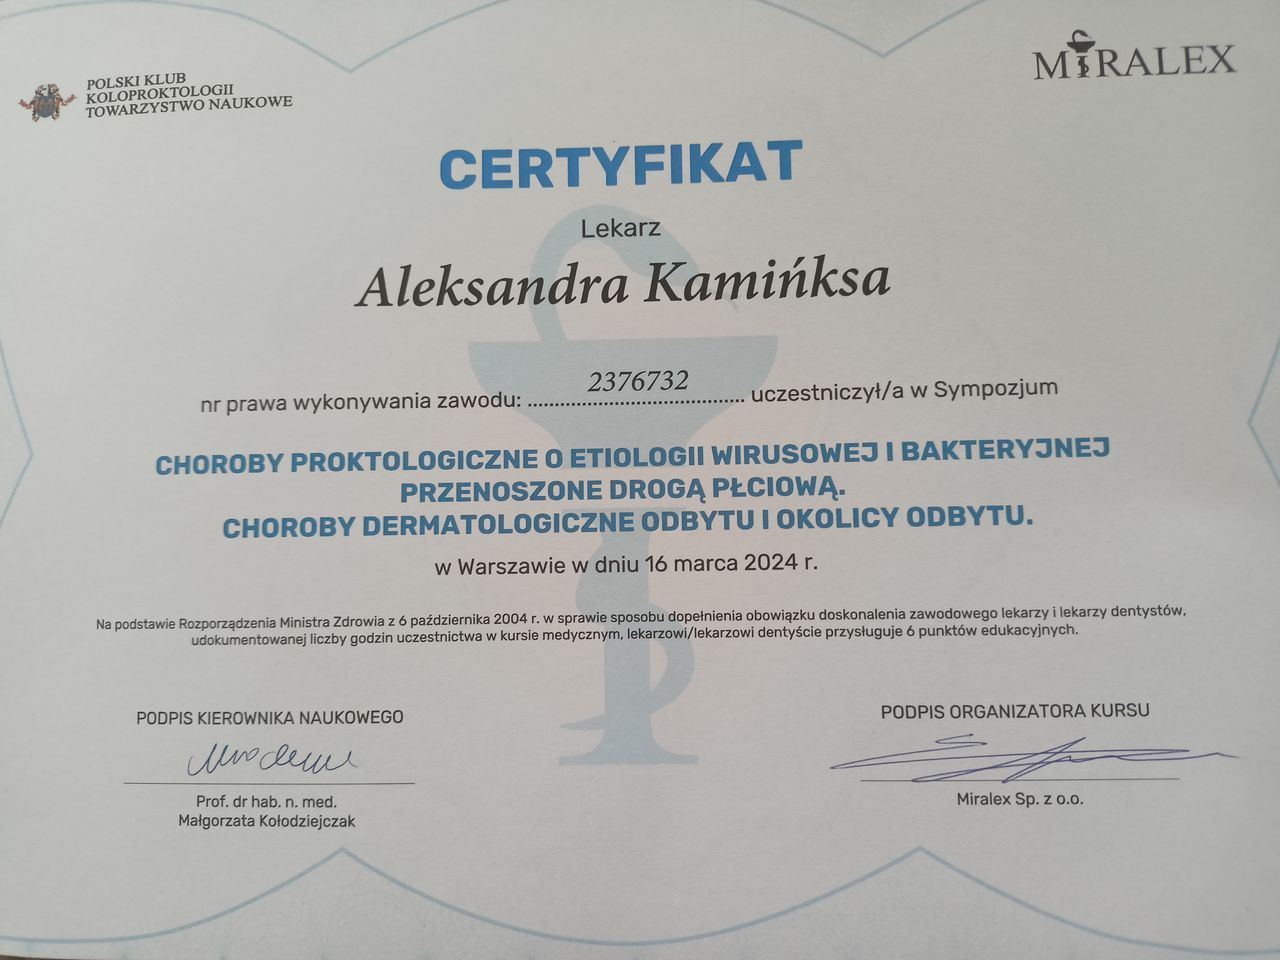 POLSKI KLUB
KOLOPROKTOLOGII
TOWARZYSTWO NAUKOWE
MIRALEX
CERTYFIKAT
Lekarz
Aleksandra Kamińksa
nr prawa wykonywania zawodu: 2376732 uczestniczył/a w Sympozjum
CHOROBY PROKTOLOGICZNE O ETIOLOGII WIRUSOWEJ I BAKTERYJNEJ
PRZENOSZONE DROGĄ PŁCIOWĄ.
CHOROBY DERMATOLOGICZNE ODBYTU I OKOLICY ODBYTU.
w Warszawie w dniu 16 marca 2024 r.
Na podstawie Rozporządzenia Ministra Zdrowia z 6 października 2004 r. w sprawie sposobu dopełnienia obowiązku doskonalenia zawodowego lekarzy i lekarzy dentystów,
udokumentowanej liczby godzin uczestnictwa w kursie medycznym, lekarzowi/lekarzowi dentyście przysługuje 6 punktów edukacyjnych.
PODPIS KIEROWNIKA NAUKOWEGO
Prof. dr hab. n. med.
Małgorzata Kołodziejczak
PODPIS ORGANIZATORA KURSU
Miralex Sp. z o.o.